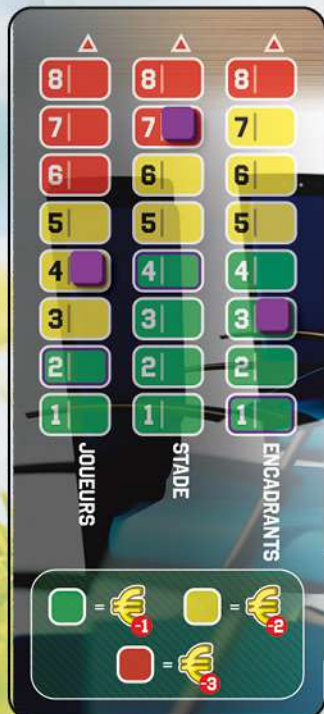 8 8 8
7 7 7
6 6 6
5 5 5
4 4 4
3 3 3
2 2 2
1 1 1
JOUEURS STADE ENCADRANTS
= € -1 = € -2
= € -3